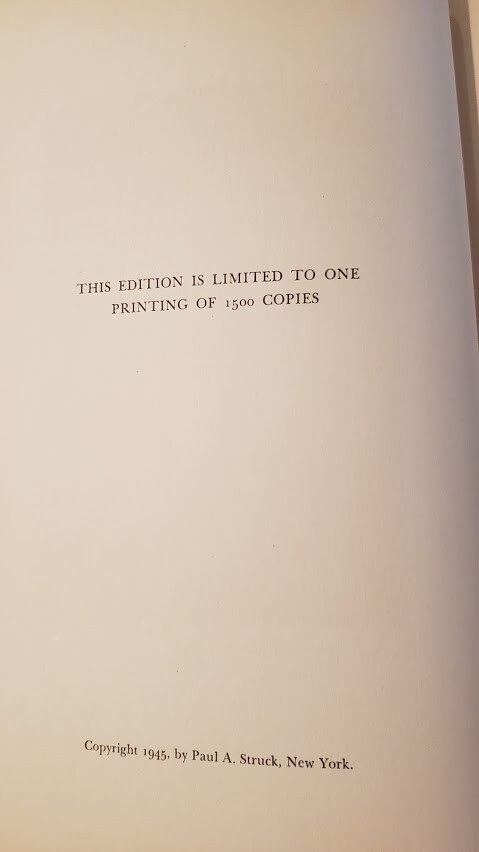 THIS EDITION IS LIMITED TO ONE
PRINTING OF 1500 COPIES
Copyright 1945, by Paul A. Struck, New York.